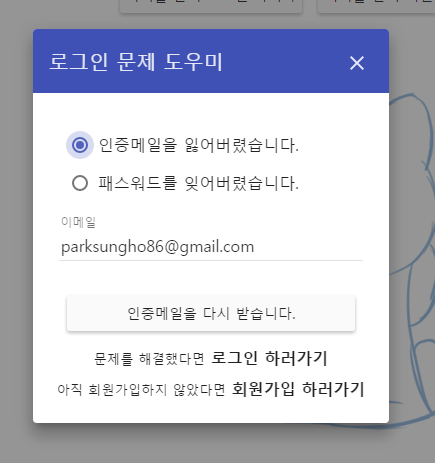 로그인 문제 도우미
인증메일을 잃어버렸습니다.
패스워드를 잊어버렸습니다.
이메일
parksungho86@gmail.com
인증메일을 다시 받습니다.
문제를 해결했다면 로그인 하러가기
아직 회원가입하지 않았다면 회원가입 하러가기